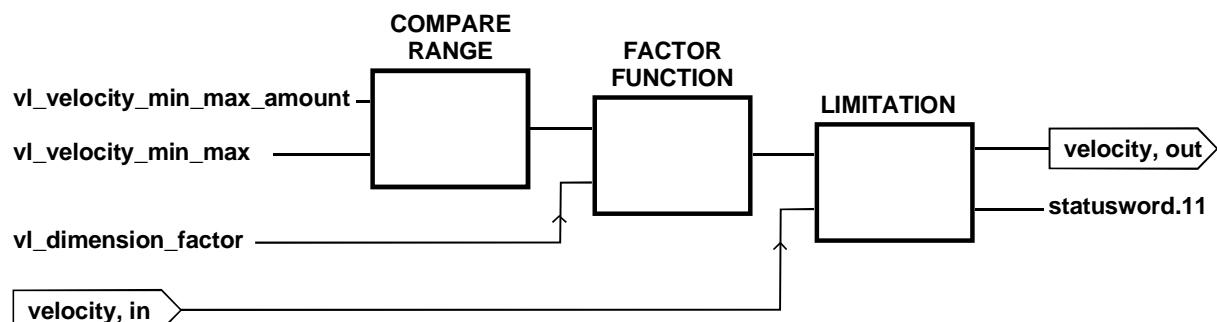 COMPARE
RANGE
FACTOR
FUNCTION
LIMITATION
vl_velocity_min_max_amount
vl_velocity_min_max
velocity, out
statusword.11
vl_dimension_factor
velocity, in